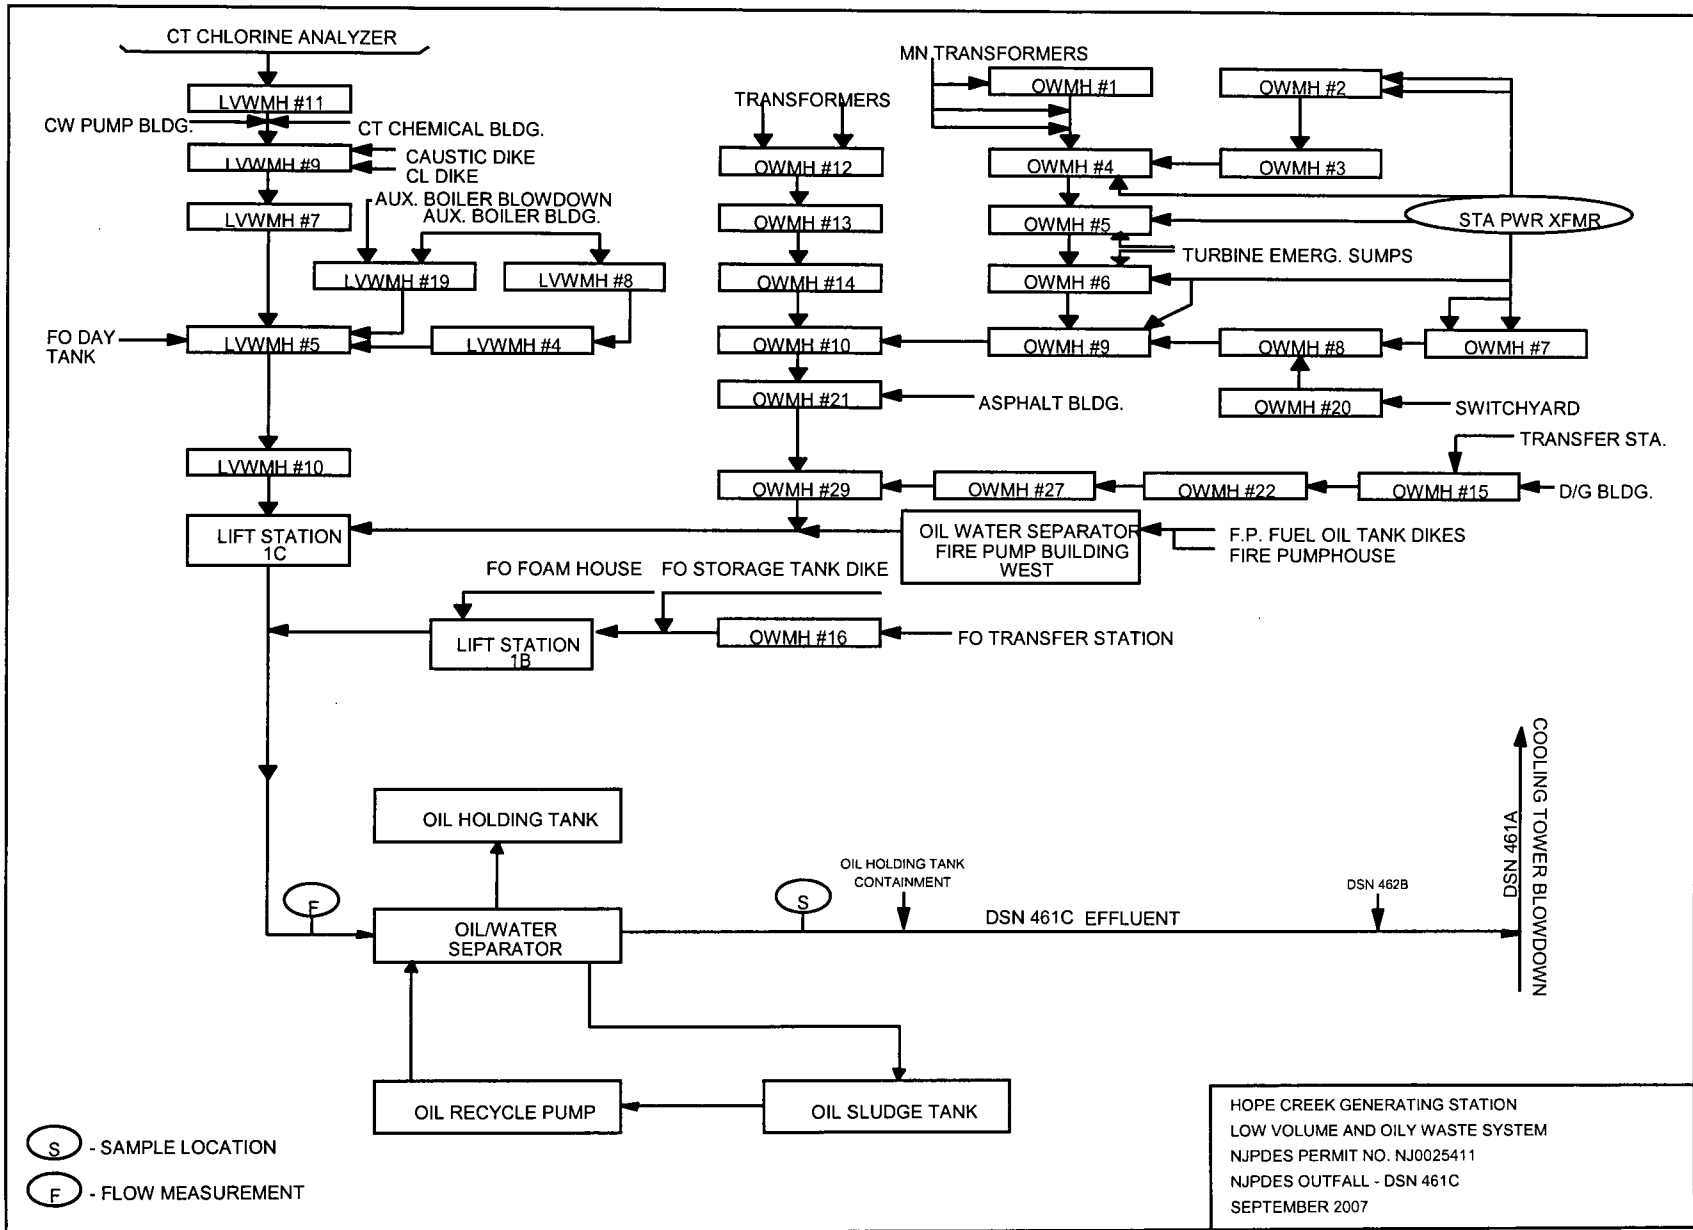 CT CHLORINE ANALYZER
LVWMH #11
CW PUMP BLDG.
CT CHEMICAL BLDG.
LVWMH #9
CAUSTIC DIKE
CL DIKE
AUX. BOILER BLOWDOWN
AUX. BOILER BLDG.
LVWMH #7
LVWMH #19
LVWMH #8
FO DAY
TANK
LVWMH #5
LVWMH #4
LVWMH #10
LIFT STATION
1C
TRANSFORMERS
OWMH #12
OWMH #13
OWMH #14
OWMH #10
OWMH #21
ASPHALT BLDG.
OWMH #29
MN TRANSFORMERS
OWMH #1
OWMH #2
OWMH #4
OWMH #3
OWMH #5
STA PWR XFMR
TURBINE EMERG. SUMPS
OWMH #6
OWMH #9
OWMH #8
OWMH #7
OWMH #20
SWITCHYARD
TRANSFER STA.
OWMH #27
OWMH #22
OWMH #15
D/G BLDG.
OIL WATER SEPARATOR
FIRE PUMP BUILDING
WEST
F.P. FUEL OIL TANK DIKES
FIRE PUMPHOUSE
FO FOAM HOUSE
FO STORAGE TANK DIKE
LIFT STATION
1B
OWMH #16
FO TRANSFER STATION
OIL HOLDING TANK
F
OIL/WATER
SEPARATOR
S
OIL HOLDING TANK
CONTAINMENT
DSN 461C EFFLUENT
DSN 462B
DSN 461A
COOLING TOWER BLOWDOWN
OIL RECYCLE PUMP
OIL SLUDGE TANK
S - SAMPLE LOCATION
F - FLOW MEASUREMENT
HOPE CREEK GENERATING STATION
LOW VOLUME AND OILY WASTE SYSTEM
NJPDES PERMIT NO. NJ0025411
NJPDES OUTFALL - DSN 461C
SEPTEMBER 2007